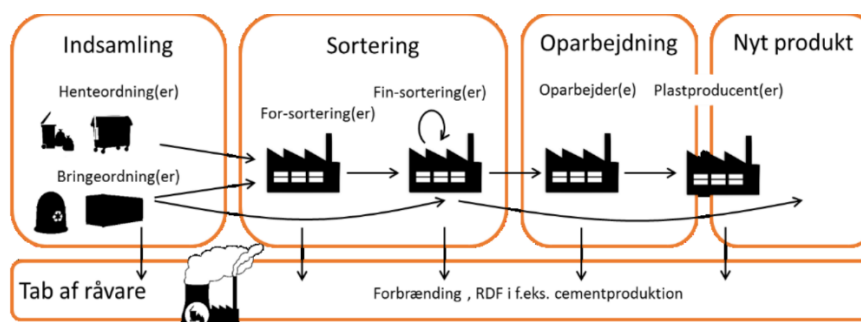 Indsamling
Sortering
Oparbejdning
Nyt produkt
Henteordning(er)
Fin-sortering(er)
Oparbejder(e)
Plastproducent(er)
For-sortering(er)
Bringeordning(er)
Tab af råvare
Forbrænding , RDF i f.eks. cementproduktion